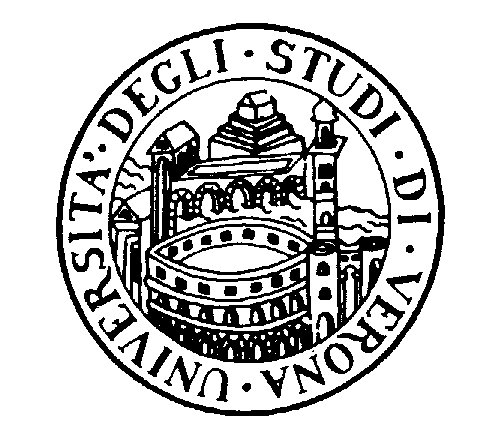 UNIVERSITA' · DEGLI · STUDI · DI · VERONA ·